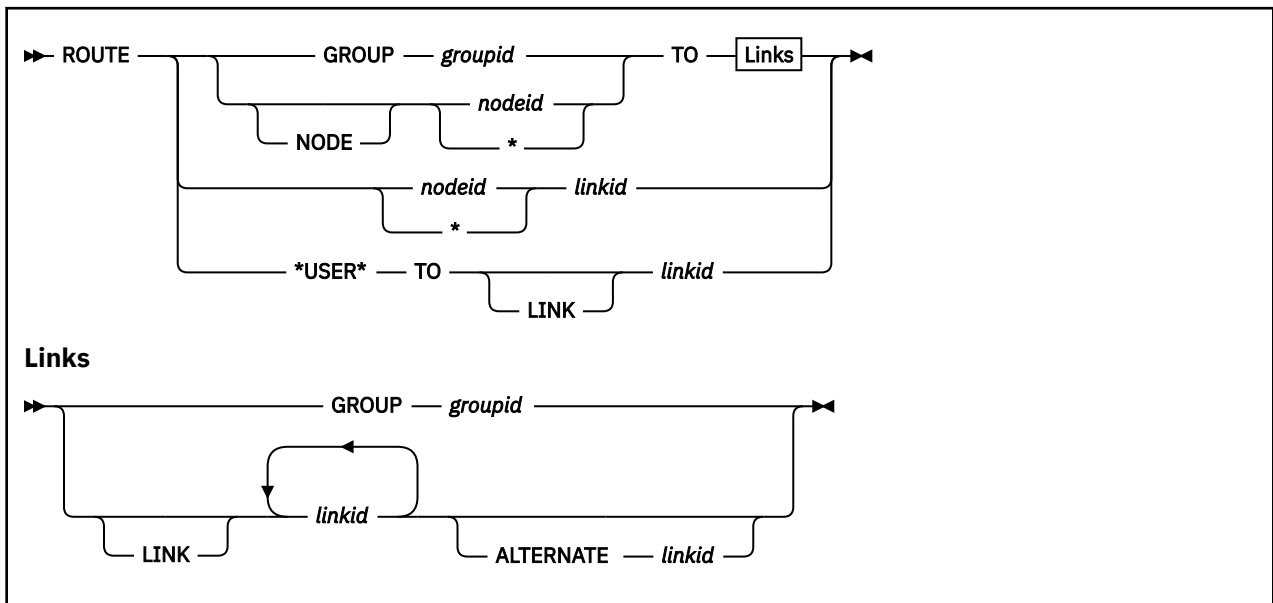 ROUTE GROUP groupid TO Links
nodeid
NODE *
nodeid linkid
*
*USER* TO linkid
LINK
Links
GROUP groupid
linkid
LINK ALTERNATE linkid